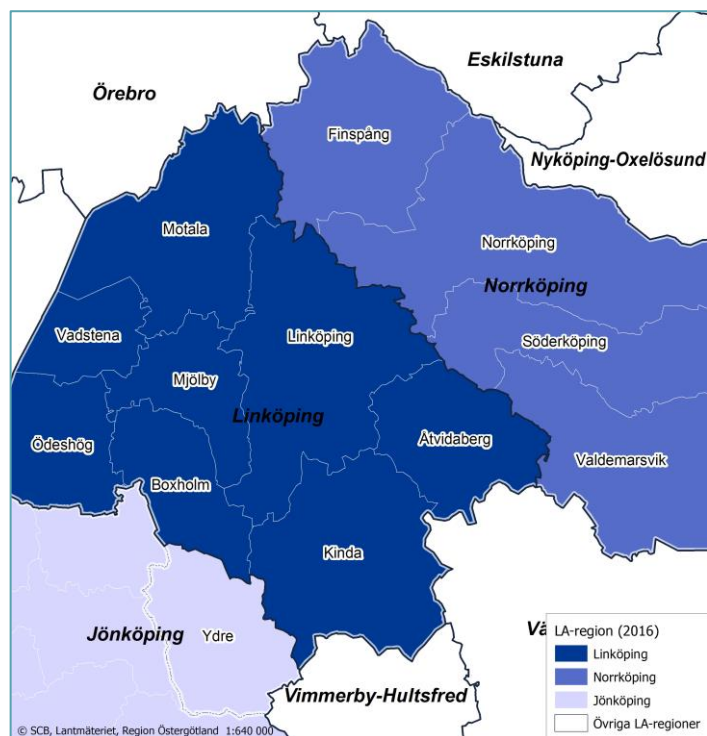 Eskilstuna
Örebro
Finspång
Nyköping-Oxelösund
Motala
Norrköping
Norrköping
Vadstena
Linköping
Söderköping
Mjölby
Linköping
Ödeshög
Åtvidaberg
Valdemarsvik
Boxholm
Kinda
Jönköping
Ydre
Vä
Vimmerby-Hultsfred
LA-region (2016)
Linköping
Norrköping
Jönköping
Övriga LA-regioner
© SCB, Lantmäteriet, Region Östergötland 1:640 000